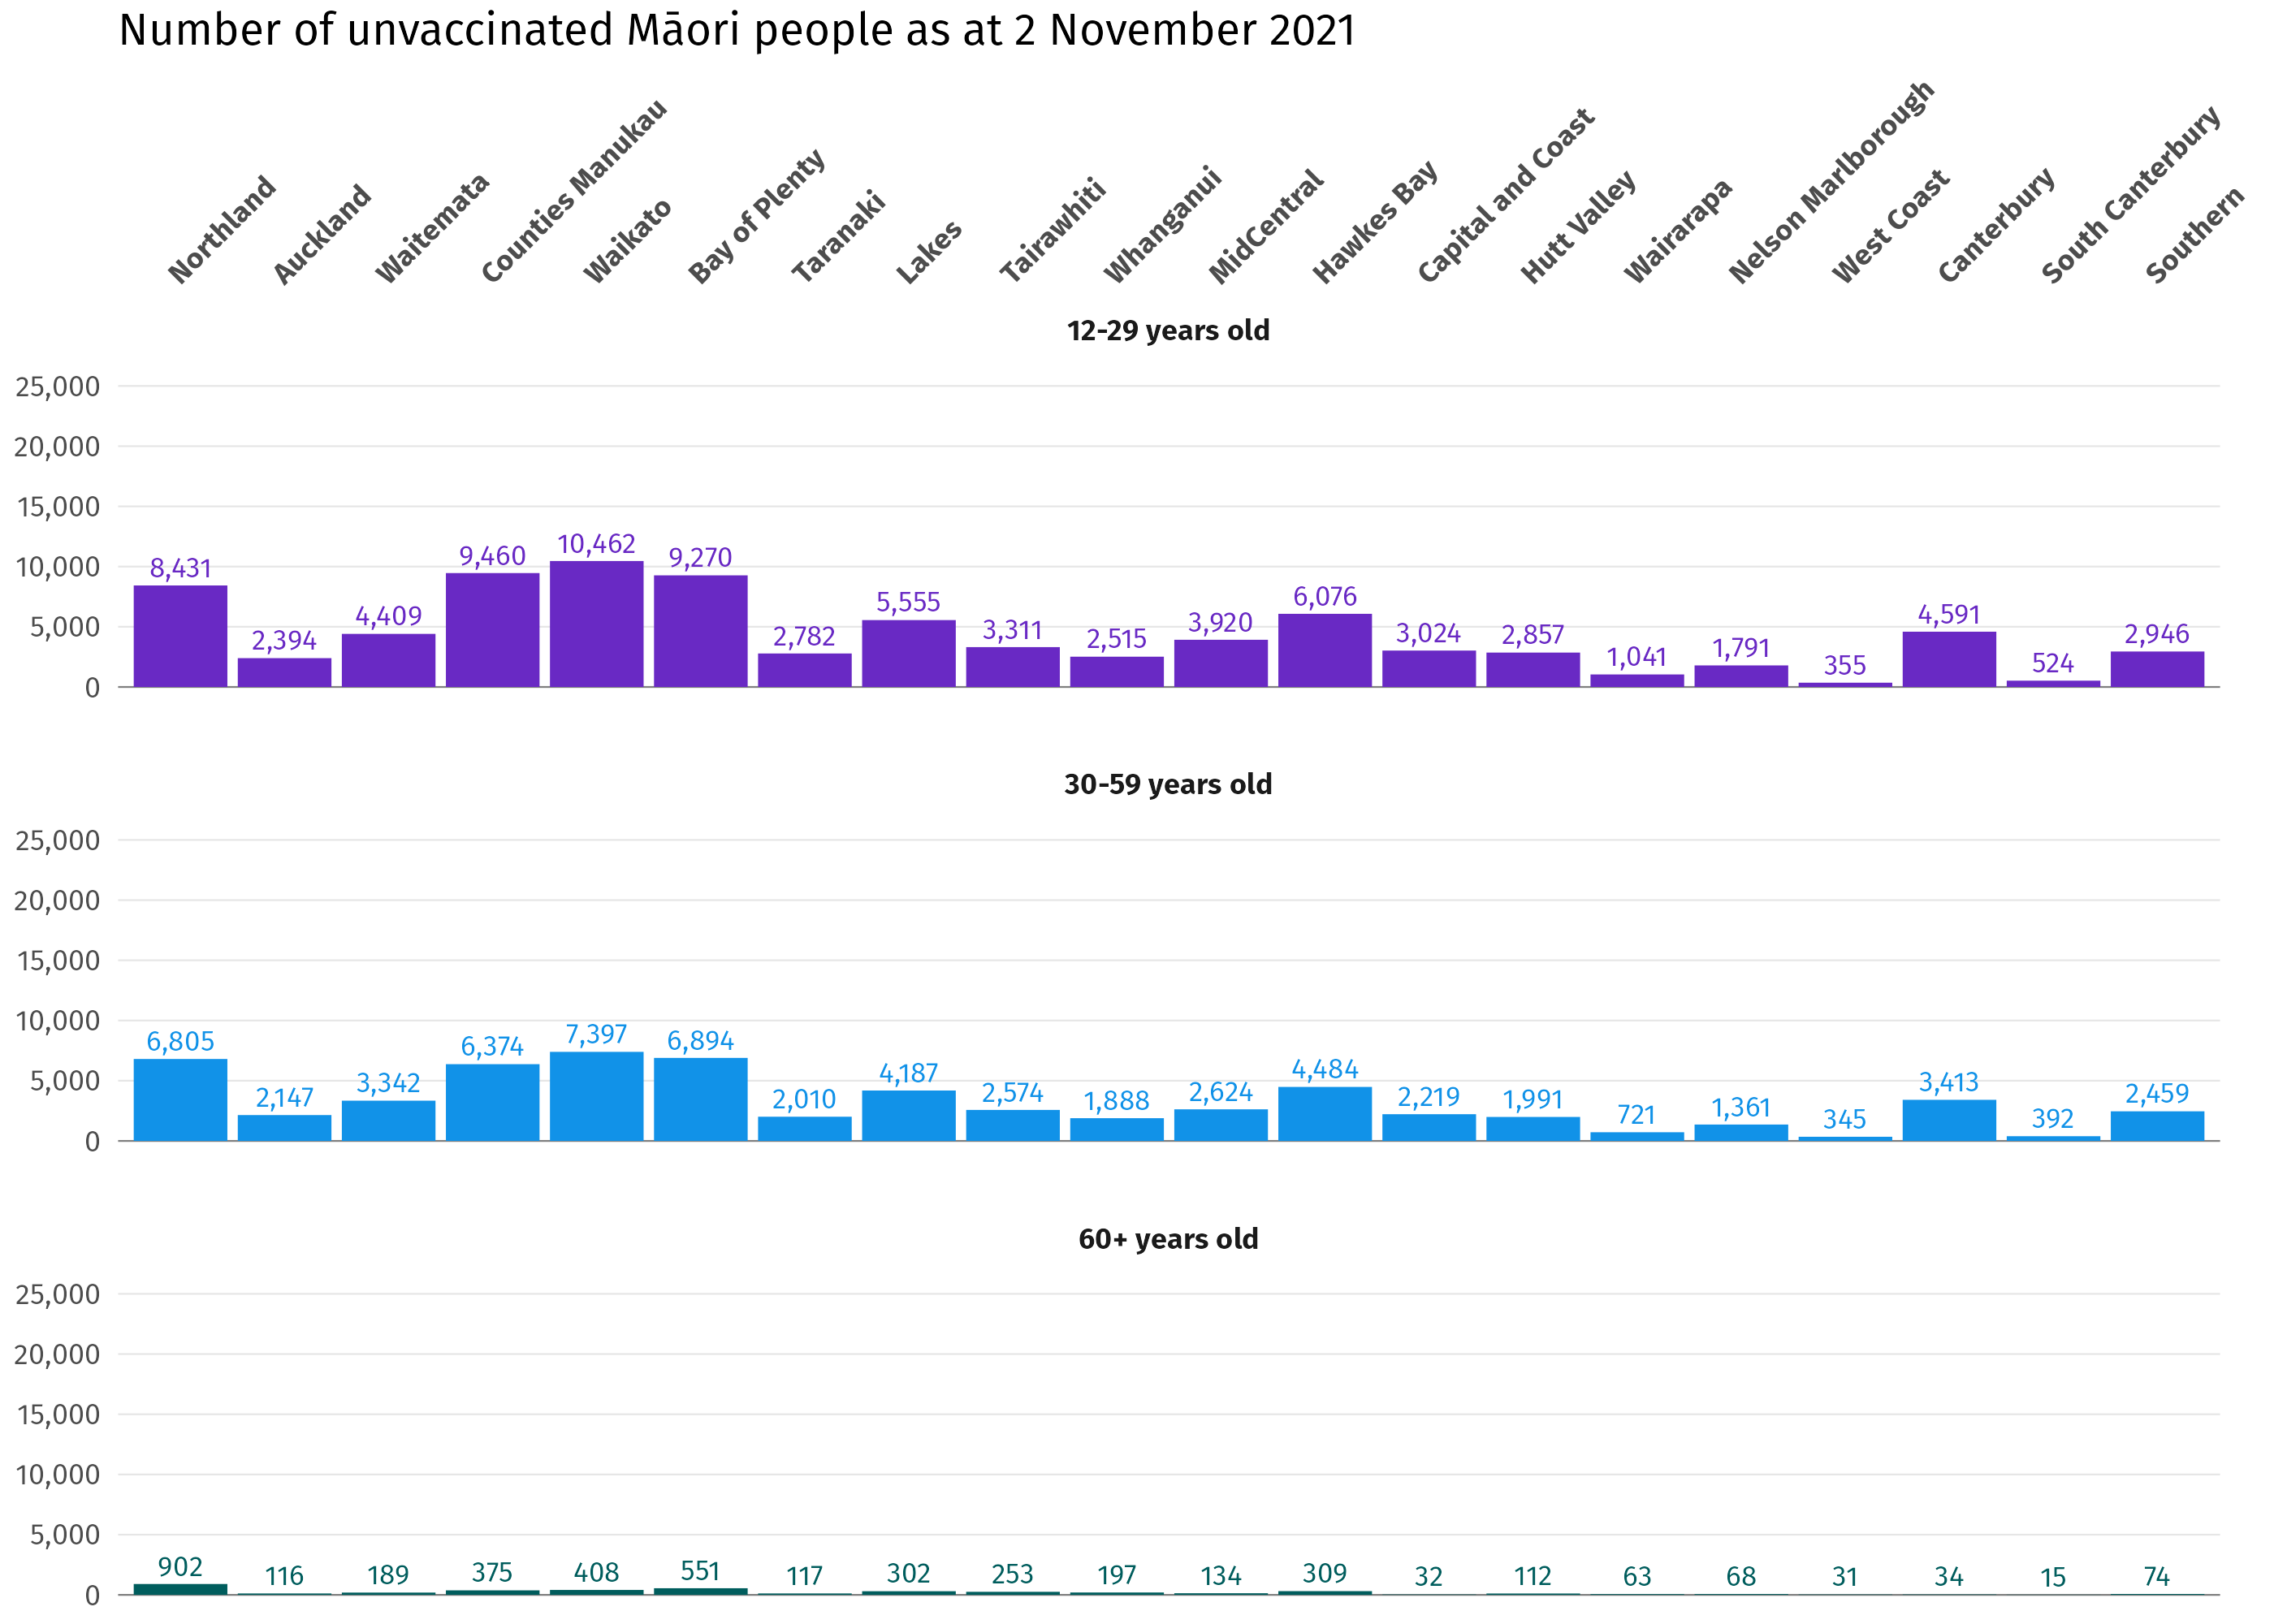 Number of unvaccinated Māori people as at 2 November 2021
Northland
Auckland
Waitemata
Counties Manukau
Waikato
Bay of Plenty
Taranaki
Lakes
Tairawhiti
Whanganui
MidCentral
Hawkes Bay
Capital and Coast
Hutt Valley
Wairarapa
Nelson Marlborough
West Coast
Canterbury
South Canterbury
Southern
12-29 years old
25,000
20,000
15,000
10,000
5,000
0
8,431 2,394 4,409 9,460 10,462 9,270 2,782 5,555 3,311 2,515 3,920 6,076 3,024 2,857 1,041 1,791 355 4,591 524 2,946
30-59 years old
25,000
20,000
15,000
10,000
5,000
0
6,805 2,147 3,342 6,374 7,397 6,894 2,010 4,187 2,574 1,888 2,624 4,484 2,219 1,991 721 1,361 345 3,413 392 2,459
60+ years old
25,000
20,000
15,000
10,000
5,000
0
902 116 189 375 408 551 117 302 253 197 134 309 32 112 63 68 31 34 15 74